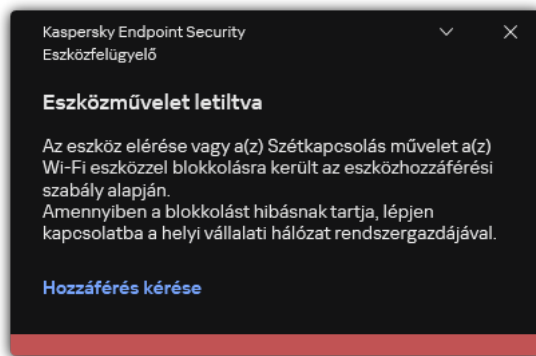 Kaspersky Endpoint Security
Eszközfelügyelő
Eszközművelet letiltva
Az eszköz elérése vagy a(z) Szétkapcsolás művelet a(z)
Wi-Fi eszközzel blokkolásra került az eszközhozzáférési
szabály alapján.
Amennyiben a blokkolást hibásnak tartja, lépjen
kapcsolatba a helyi vállalati hálózat rendszergazdájával.
Hozzáférés kérése